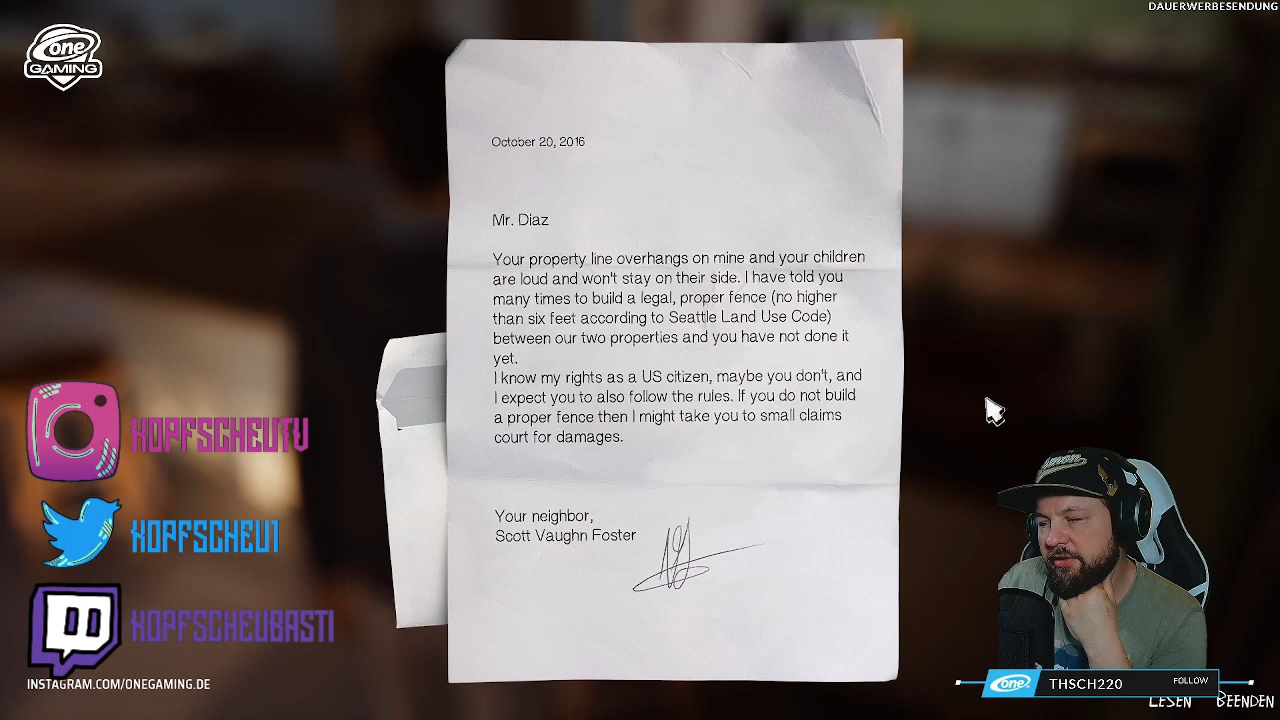 DAUERWERBESENDUNG
one
GAMING
October 20, 2016
Mr. Diaz
Your property line overhangs on mine and your children
are loud and won't stay on their side. I have told you
many times to build a legal, proper fence (no higher
than six feet according to Seattle Land Use Code)
between our two properties and you have not done it
yet.
I know my rights as a US citizen, maybe you don't, and
I expect you to also follow the rules. If you do not build
a proper fence then I might take you to small claims
court for damages.
Your neighbor,
Scott Vaughn Foster
KOPFSCHEUTV
KOPFSCHEU1
KOPFSCHEUBASTI
INSTAGRAM.COM/ONEGAMING.DE
one
THSCH220
FOLLOW
LESEN BEENDEN